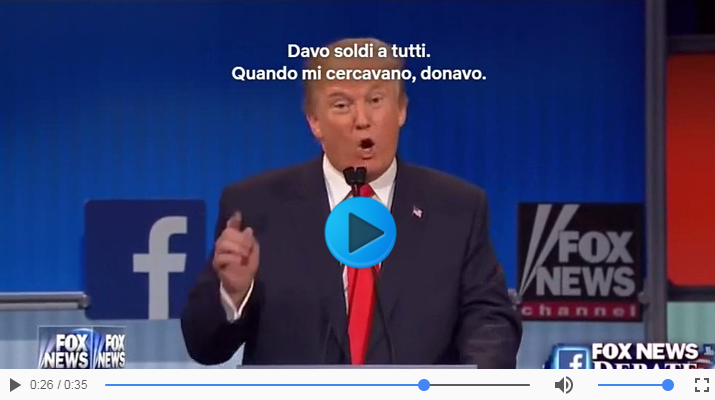 Davo soldi a tutti.
Quando mi cercavano, donavo.
f
FOX
NEWS
channel
FOX
NEWS
FOX
NEWS
f FOX NEWS
DEBATE
0:26 / 0:35